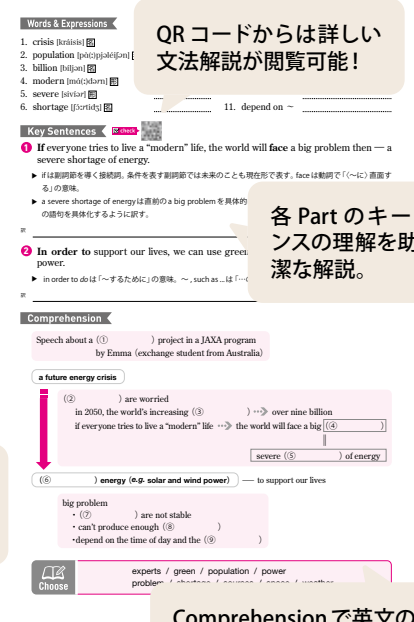 Words & Expressions
1. crisis [kráisis] 名
2. population [pà(:)pjəléiʃən]
3. billion [bíljən] 名
4. modern [má(:)dərn] 形
5. severe [sivíər] 形
6. shortage [ʃɔ́:rtidʒ] 名
11. depend on ~
QR コードからは詳しい
文法解説が閲覧可能！
Key Sentences check
1 If everyone tries to live a “modern” life, the world will face a big problem then — a
severe shortage of energy.
▶ if は副詞節を導く接続詞。条件を表す副詞節では未来のことも現在形で表す。face は動詞で「(〜に) 直面す
る」の意味。
▶ a severe shortage of energy は直前の a big problem を具体的
の語句を具体化するように訳す。
訳
2 In order to support our lives, we can use green
power.
▶ in order to do は「〜するために」の意味。 〜 , such as ... は「…
訳
各 Part のキー
ンスの理解を助
潔な解説。
Comprehension
Speech about a (① ) project in a JAXA program
by Emma (exchange student from Australia)
a future energy crisis
(② ) are worried
in 2050, the world's increasing (③ ) ⋯> over nine billion
if everyone tries to live a “modern” life ⋯> the world will face a big (④ )
‖
severe (⑤ ) of energy
(⑥ ) energy (e.g. solar and wind power) — to support our lives
big problem
・(⑦ ) are not stable
・can't produce enough (⑧ )
・depend on the time of day and the (⑨ )
Choose
experts / green / population / power
problem / shortage / sources / space / weather
Comprehension で英文の